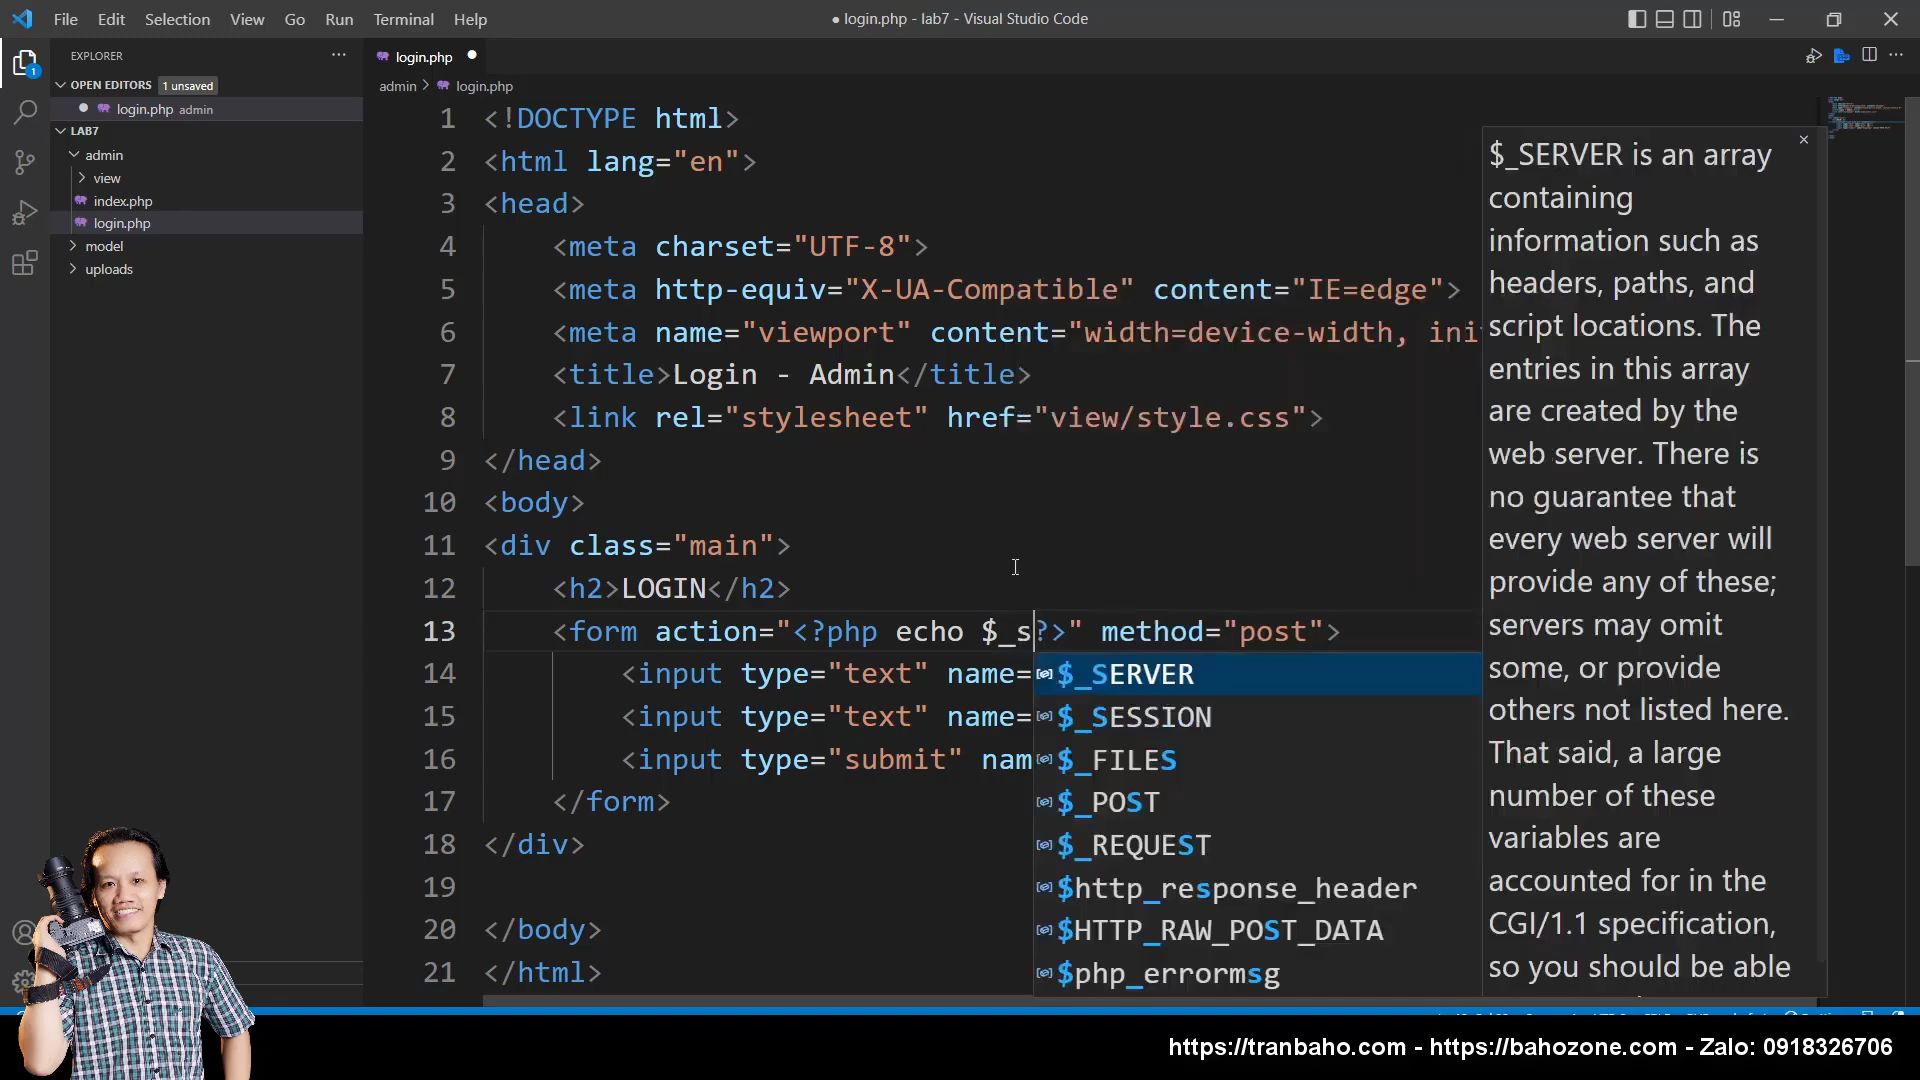 File Edit Selection View Go Run Terminal Help
● login.php - lab7 - Visual Studio Code
EXPLORER
OPEN EDITORS 1 unsaved
login.php admin
LAB7
admin
view
index.php
login.php
model
uploads
1
login.php
admin > login.php
1 <!DOCTYPE html>
2 <html lang="en">
3 <head>
4 <meta charset="UTF-8">
5 <meta http-equiv="X-UA-Compatible" content="IE=edge">
6 <meta name="viewport" content="width=device-width, ini
7 <title>Login - Admin</title>
8 <link rel="stylesheet" href="view/style.css">
9 </head>
10 <body>
11 <div class="main">
12 <h2>LOGIN</h2>
13 <form action="<?php echo $_s?>" method="post">
14 <input type="text" name=
15 <input type="text" name=
16 <input type="submit" nam
17 </form>
18 </div>
19
20 </body>
21 </html>
$_SERVER
$_SESSION
$_FILES
$_POST
$_REQUEST
$http_response_header
$HTTP_RAW_POST_DATA
$php_errormsg
$_SERVER is an array
containing
information such as
headers, paths, and
script locations. The
entries in this array
are created by the
web server. There is
no guarantee that
every web server will
provide any of these;
servers may omit
some, or provide
others not listed here.
That said, a large
number of these
variables are
accounted for in the
CGI/1.1 specification,
so you should be able
https://tranbaho.com - https://bahozone.com - Zalo: 0918326706